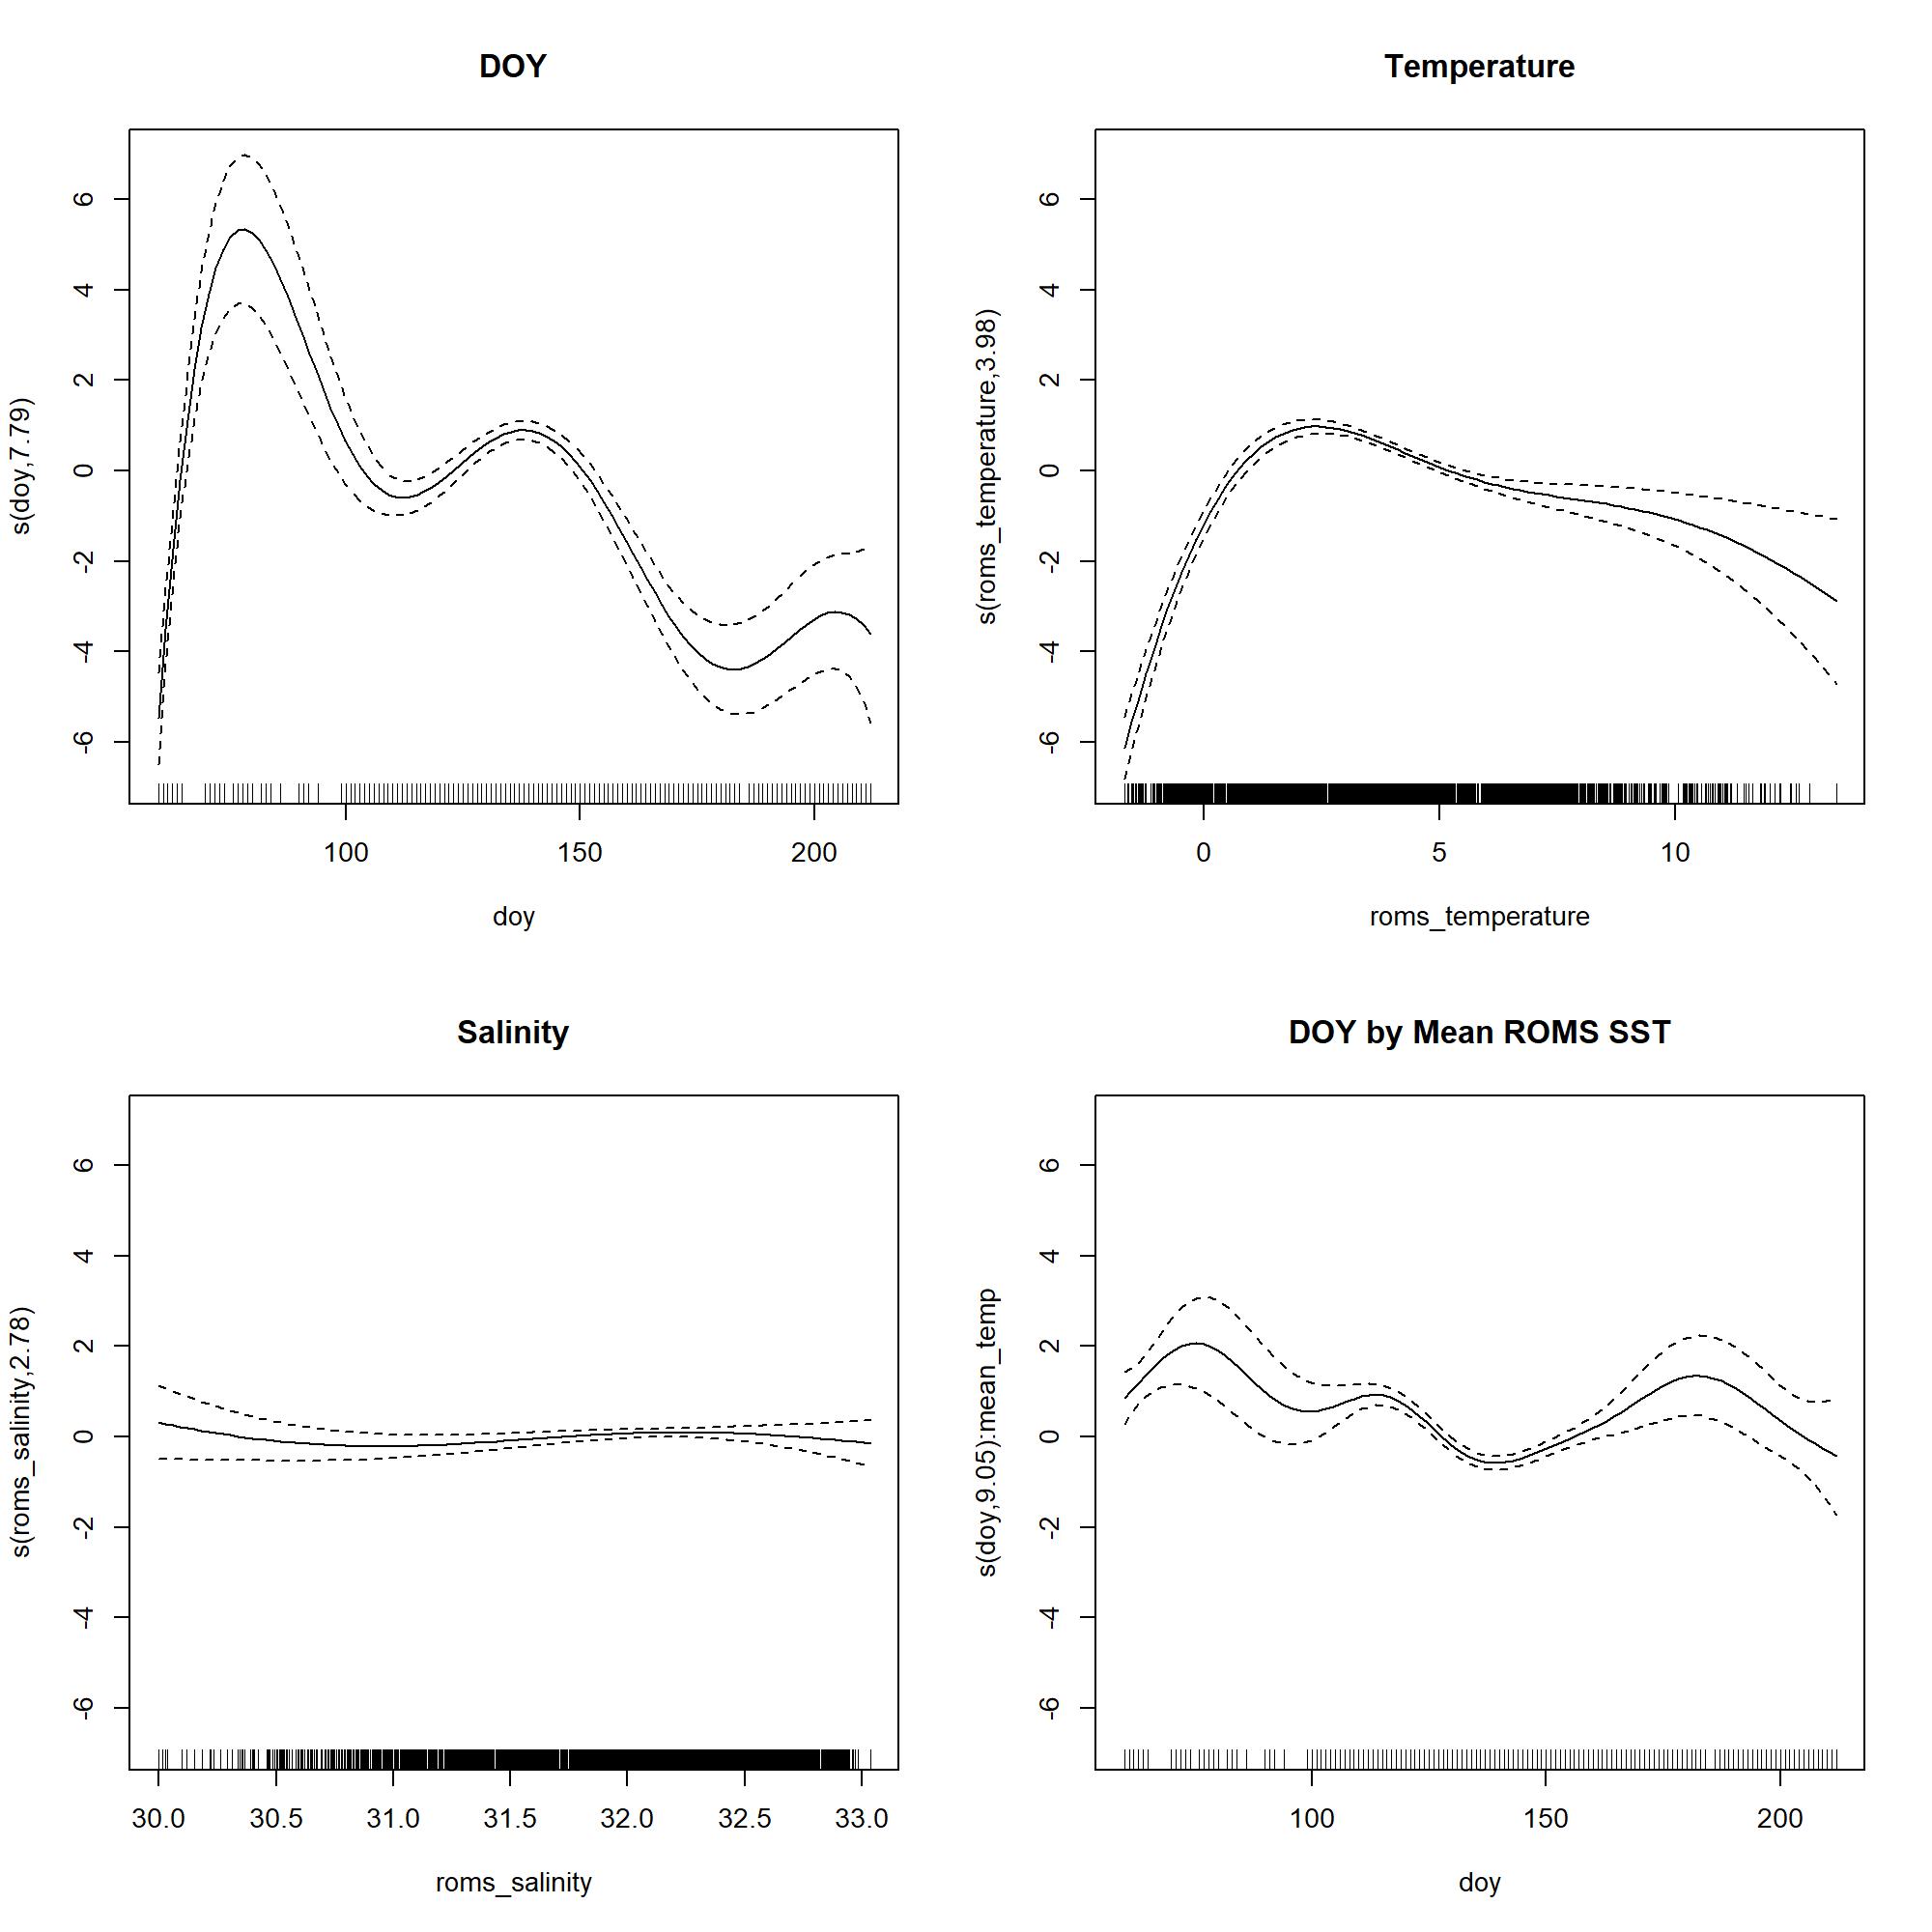 DOY
s(doy,7.79)
6
4
2
0
-2
-4
-6
100 150 200
doy
Temperature
s(roms_temperature,3.98)
6
4
2
0
-2
-4
-6
0 5 10
roms_temperature
Salinity
s(roms_salinity,2.78)
6
4
2
0
-2
-4
-6
30.0 30.5 31.0 31.5 32.0 32.5 33.0
roms_salinity
DOY by Mean ROMS SST
s(doy,9.05):mean_temp
6
4
2
0
-2
-4
-6
100 150 200
doy